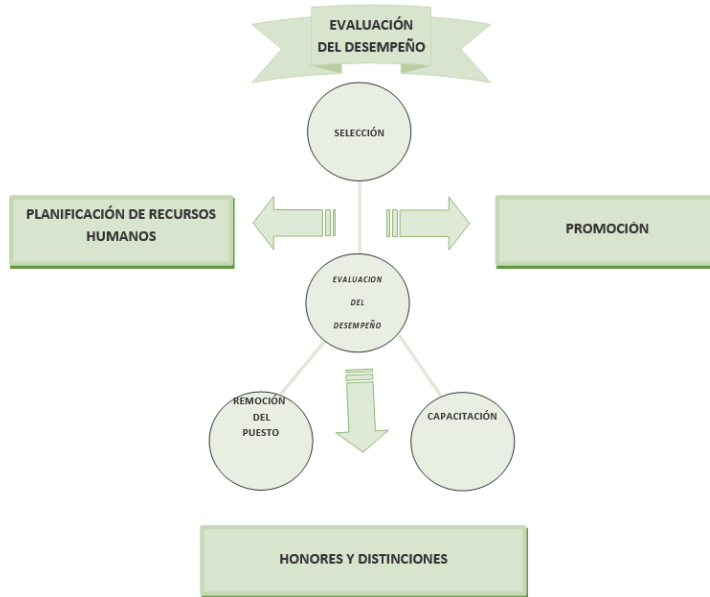 EVALUACIÓN
DEL DESEMPEÑO
SELECCIÓN
PLANIFICACIÓN DE RECURSOS
HUMANOS
PROMOCIÓN
EVALUACION
DEL
DESEMPEÑO
REMOCIÓN
DEL
PUESTO
CAPACITACIÓN
HONORES Y DISTINCIONES